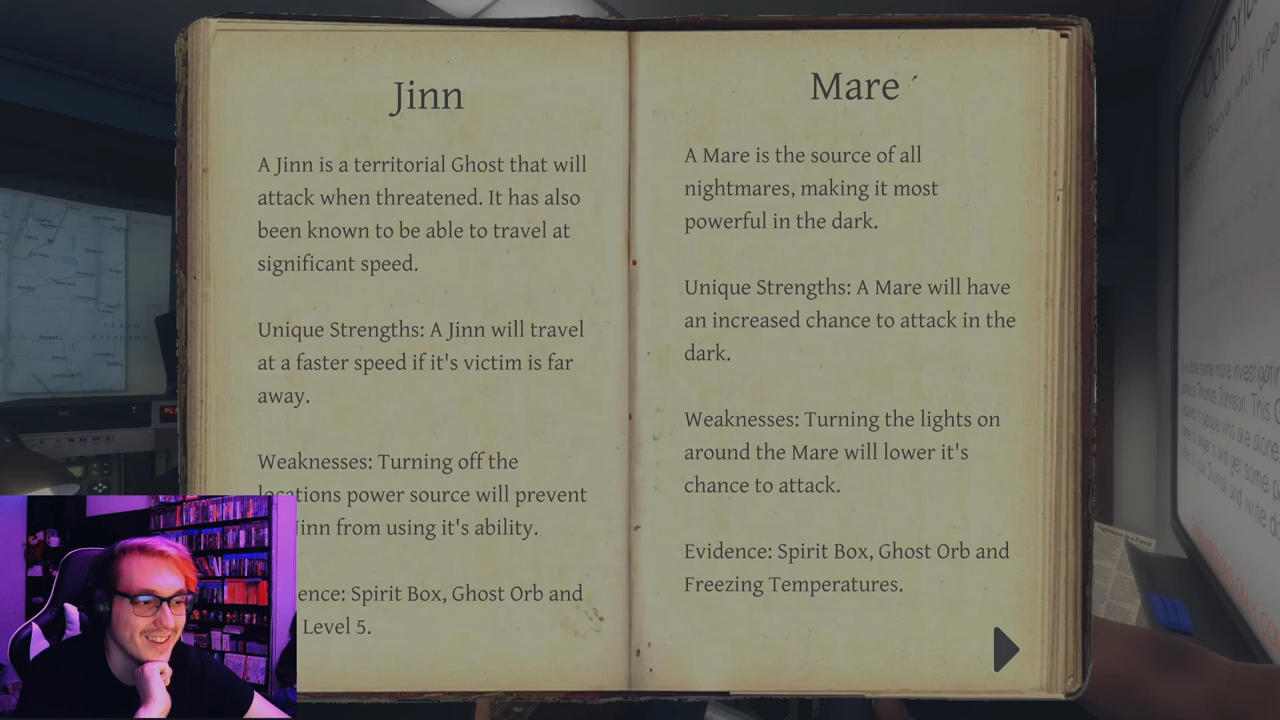 Jinn
A Jinn is a territorial Ghost that will
attack when threatened. It has also
been known to be able to travel at
significant speed.
Unique Strengths: A Jinn will travel
at a faster speed if it's victim is far
away.
Weaknesses: Turning off the
locations power source will prevent
from using it's ability.
Spirit Box, Ghost Orb and
Level 5.
Mare
A Mare is the source of all
nightmares, making it most
powerful in the dark.
Unique Strengths: A Mare will have
an increased chance to attack in the
dark.
Weaknesses: Turning the lights on
around the Mare will lower it's
chance to attack.
Evidence: Spirit Box, Ghost Orb and
Freezing Temperatures.